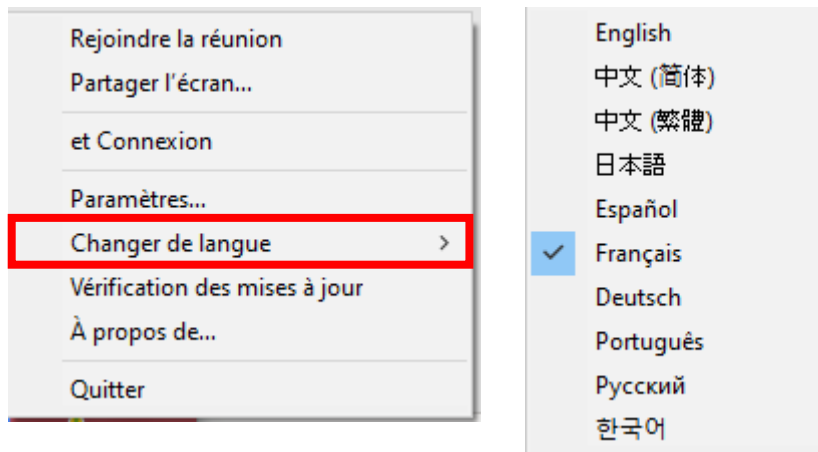 Rejoindre la réunion
Partager l'écran...
et Connexion
Paramètres...
Changer de langue
Vérification des mises à jour
À propos de...
Quitter
English
中文 (简体)
中文 (繁體)
日本語
Español
Français
Deutsch
Português
Русский
한국어